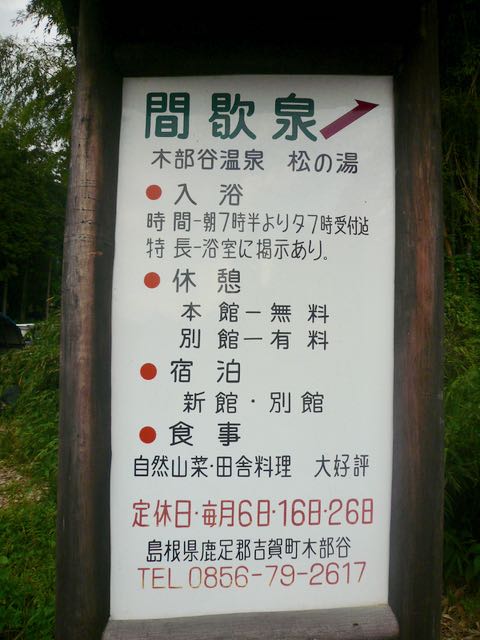 間歇泉
木部谷温泉 松の湯
●入浴
時間－朝7時半より夕7時受付迄
特長－浴室に掲示あり。
●休憩
本館－無料
別館－有料
●宿泊
新館・別館
●食事
自然山菜・田舎料理 大好評
定休日・毎月6日・16日・26日
島根県鹿足郡吉賀町木部谷
TEL 0856-79-2617